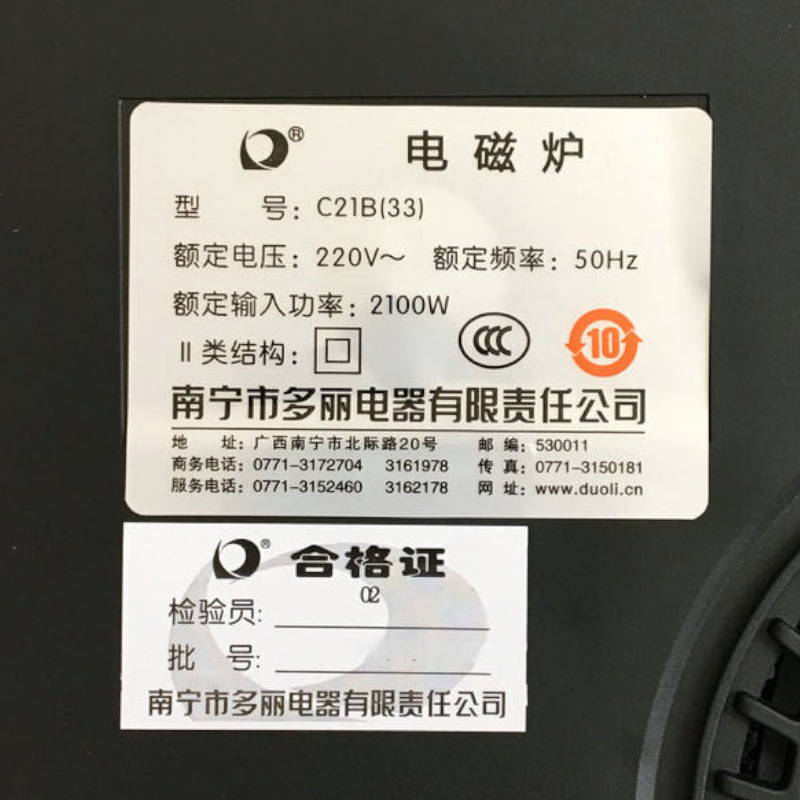 ® 电磁炉
型 号: C21B(33)
额定电压: 220V～ 额定频率: 50Hz
额定输入功率: 2100W
II类结构: CCC 10
南宁市多丽电器有限责任公司
地 址: 广西南宁市北际路20号 邮 编: 530011
商务电话: 0771-3172704 3161978 传 真: 0771-3150181
服务电话: 0771-3152460 3162178 网 址: www.duoli.cn
® 合格证
02
检验员:
批 号:
南宁市多丽电器有限责任公司